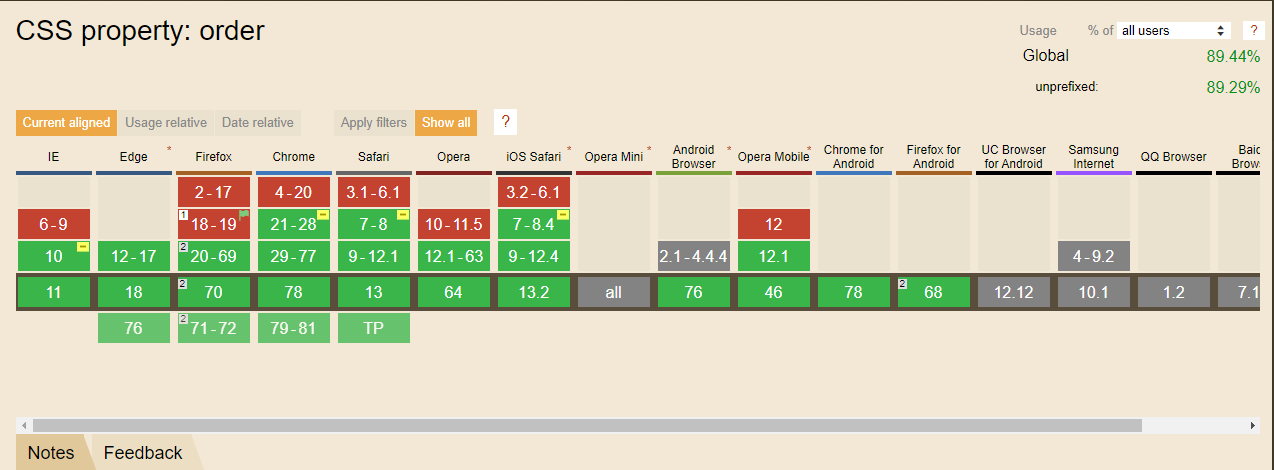 CSS property: order
Usage % of all users ?
Global 89.44%
unprefixed: 89.29%
Current aligned Usage relative Date relative Apply filters Show all ?
IE Edge * Firefox Chrome Safari Opera iOS Safari * Opera Mini * Android Browser * Opera Mobile * Chrome for Android Firefox for Android UC Browser for Android Samsung Internet QQ Browser Baid Brows
2-17 4-20 3.1-6.1 3.2-6.1
6-9 1 18-19 21-28 7-8 10-11.5 7-8.4 12
10 12-17 2 20-69 29-77 9-12.1 12.1-63 9-12.4 2.1-4.4.4 12.1 4-9.2
11 18 2 70 78 13 64 13.2 all 76 46 78 2 68 12.12 10.1 1.2 7.1
76 2 71-72 79-81 TP
Notes Feedback